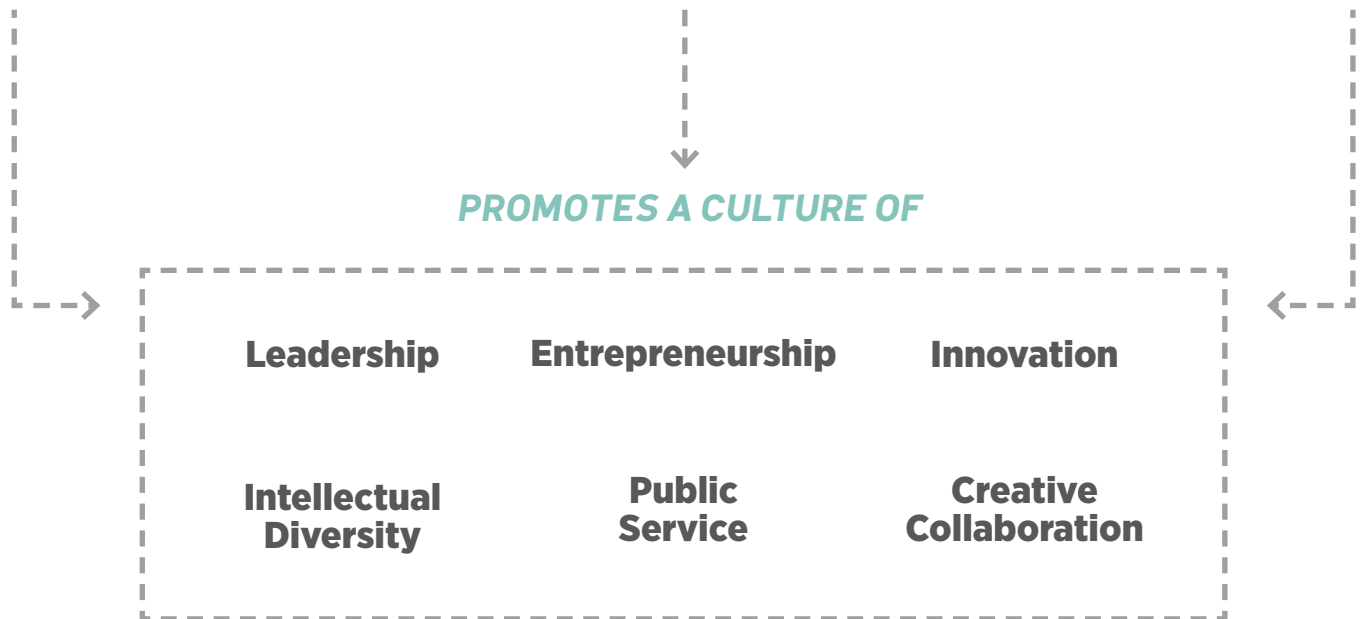 PROMOTES A CULTURE OF
Leadership
Entrepreneurship
Innovation
Intellectual
Diversity
Public
Service
Creative
Collaboration